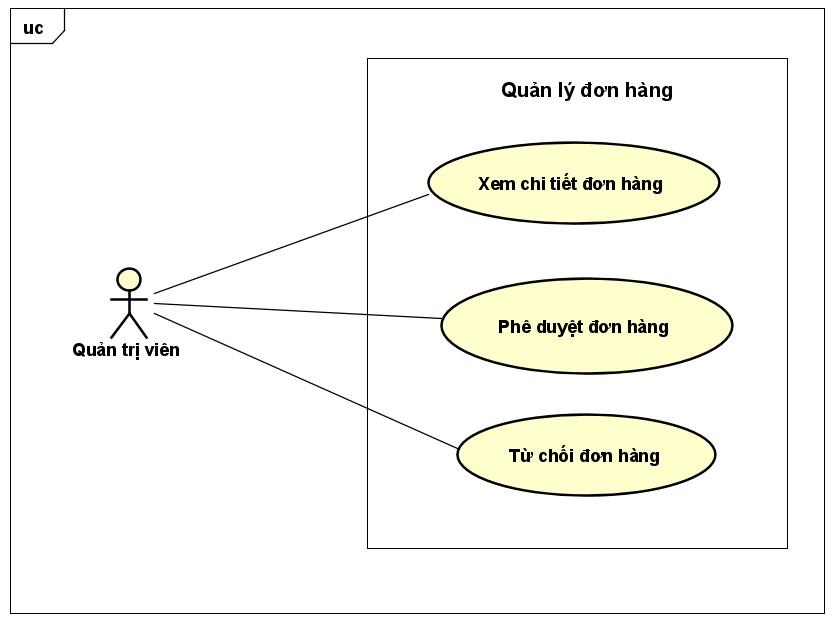 uc
Quản lý đơn hàng
Xem chi tiết đơn hàng
Phê duyệt đơn hàng
Quản trị viên
Từ chối đơn hàng